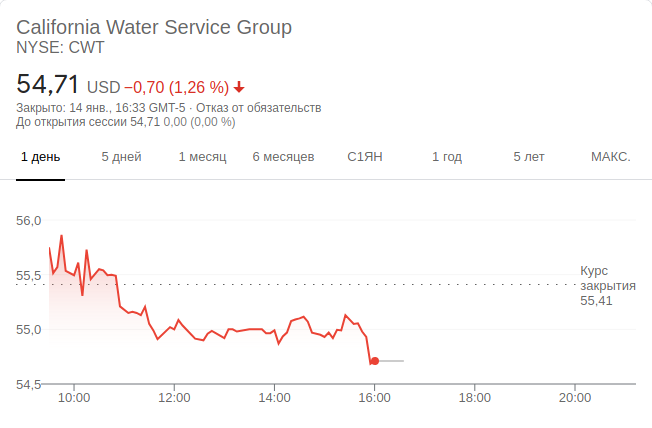 California Water Service Group
NYSE: CWT
54,71 USD −0,70 (1,26 %)
Закрыто: 14 янв., 16:33 GMT-5 · Отказ от обязательств
До открытия сессии 54,71 0,00 (0,00 %)
1 день 5 дней 1 месяц 6 месяцев С1ЯН 1 год 5 лет МАКС.
56,0
55,5
55,0
54,5
Курс
закрытия
55,41
10:00 12:00 14:00 16:00 18:00 20:00